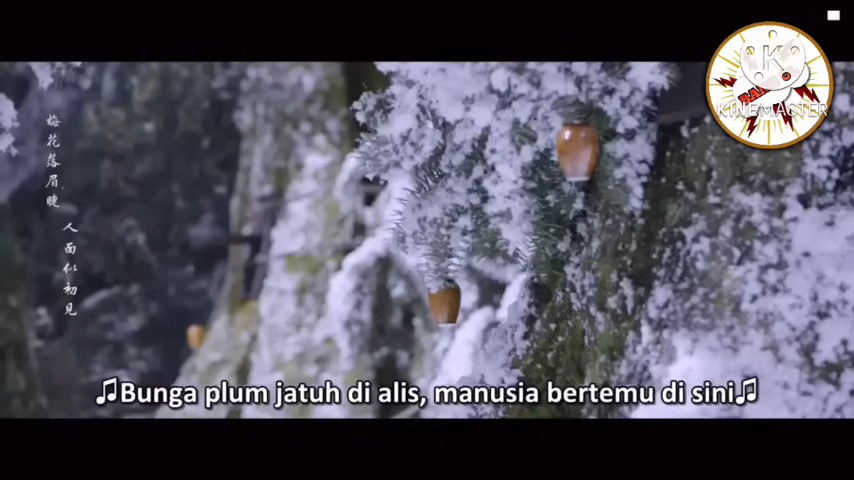 梅花落眉睫
人面似初見
♫Bunga plum jatuh di alis, manusia bertemu di sini♫
KINEMASTER